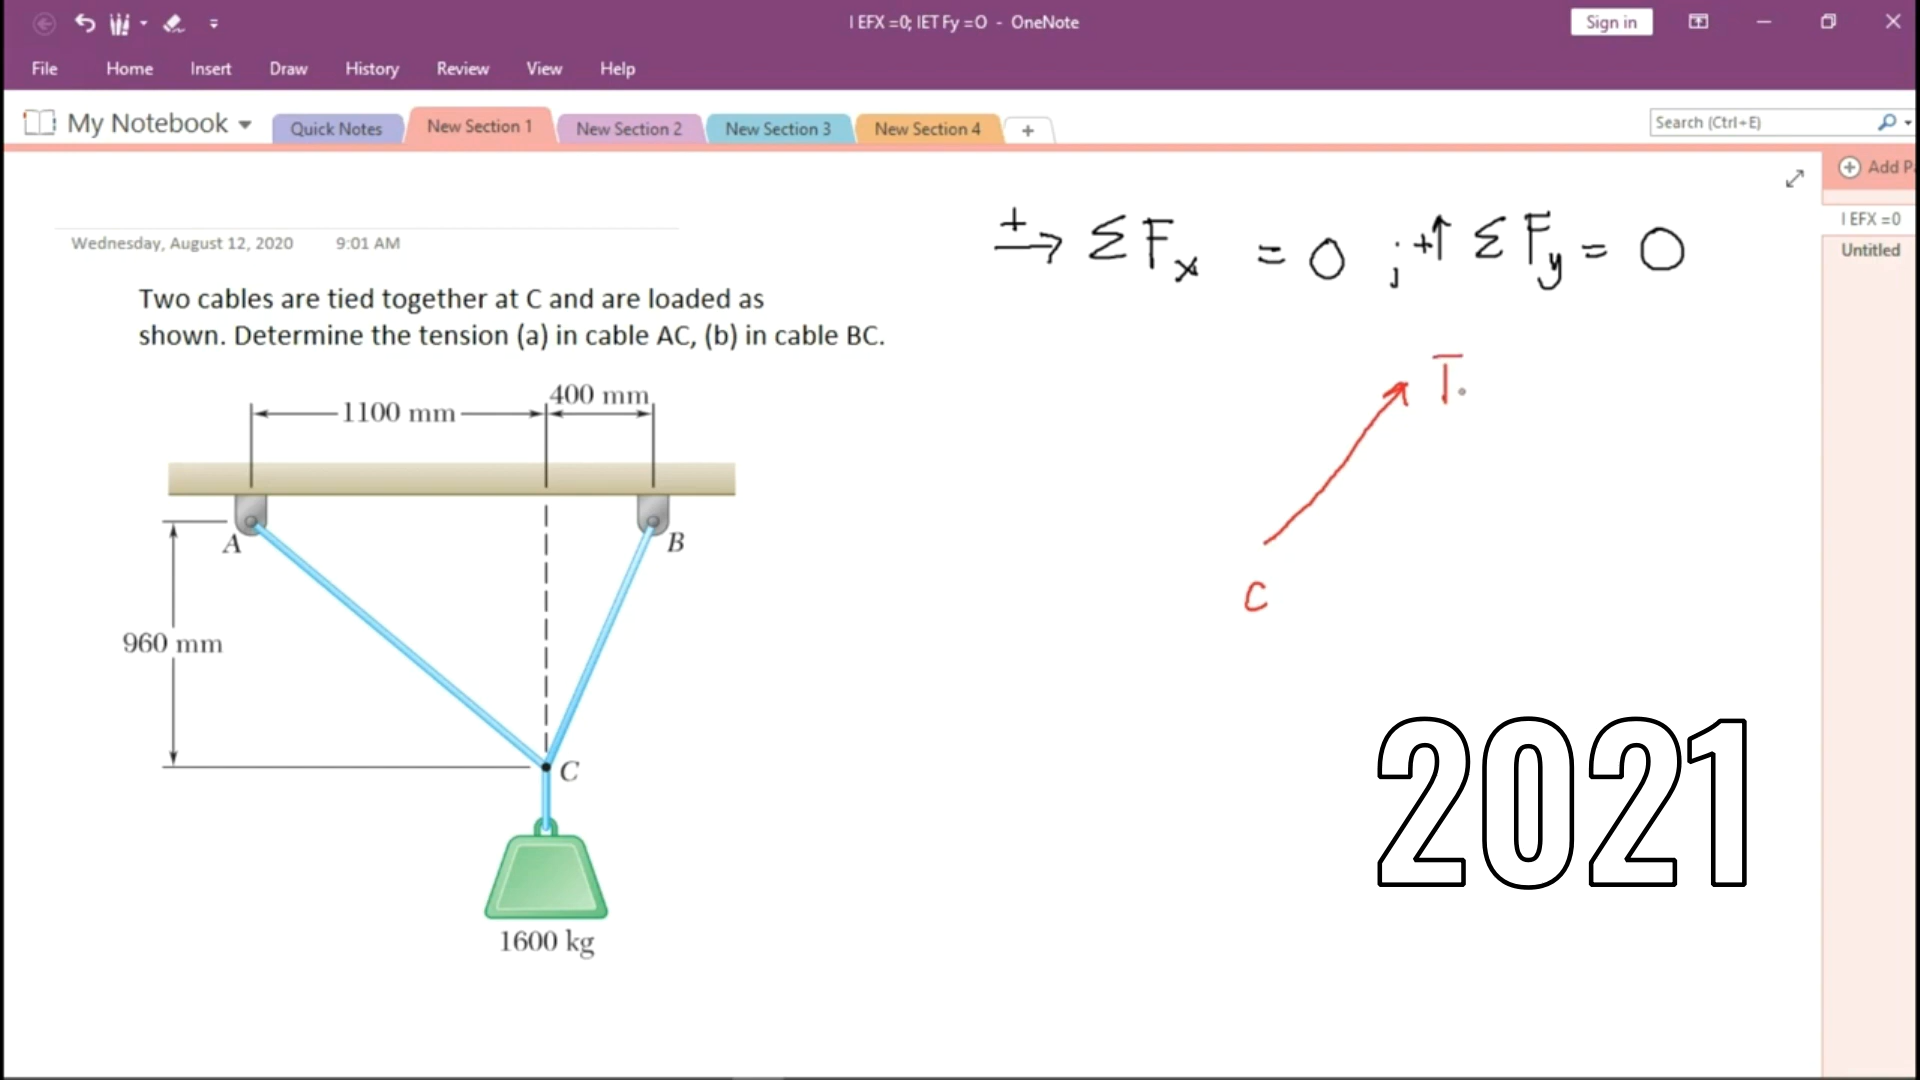 I EFX =0; IET Fy =O - OneNote
Sign in
File Home Insert Draw History Review View Help
My Notebook
Quick Notes
New Section 1
New Section 2
New Section 3
New Section 4
+
Search (Ctrl+E)
Add P
I EFX =0
Untitled
Wednesday, August 12, 2020 9:01 AM
+→ ΣFx = 0 ; +↑ ΣFy = 0
Two cables are tied together at C and are loaded as
shown. Determine the tension (a) in cable AC, (b) in cable BC.
1100 mm
400 mm
A
B
960 mm
C
1600 kg
T
C
2021